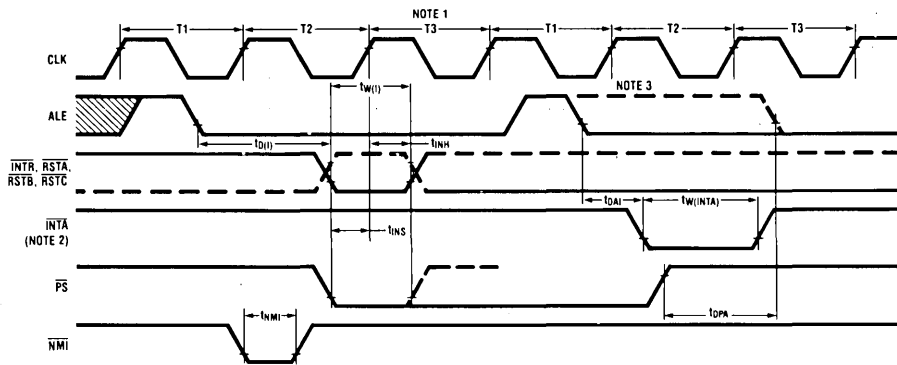 NOTE 1
T1 T2 T3 T1 T2 T3
CLK
tW(I) NOTE 3
ALE
tD(I) tINH
INTR, RSTA,
RSTB, RSTC
tDAI tW(INTA)
INTA
(NOTE 2)
tINS
PS
tNMI tDPA
NMI